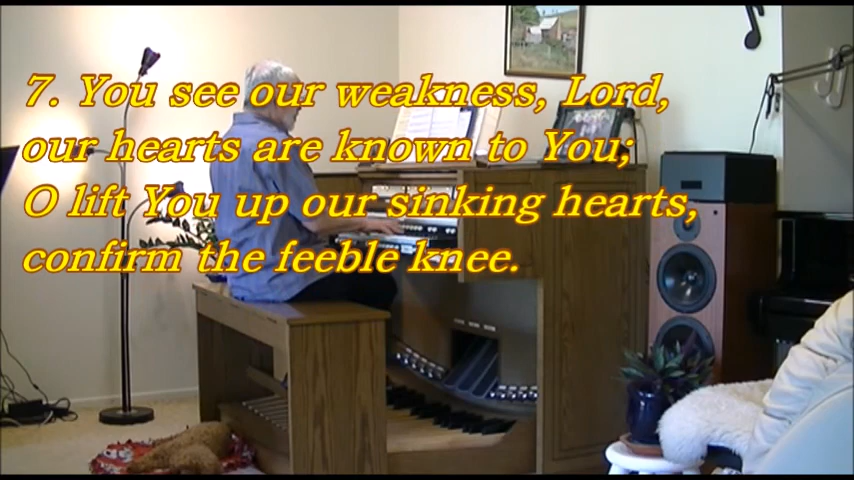 7. You see our weakness, Lord,
our hearts are known to You;
O lift You up our sinking hearts,
confirm the feeble knee.